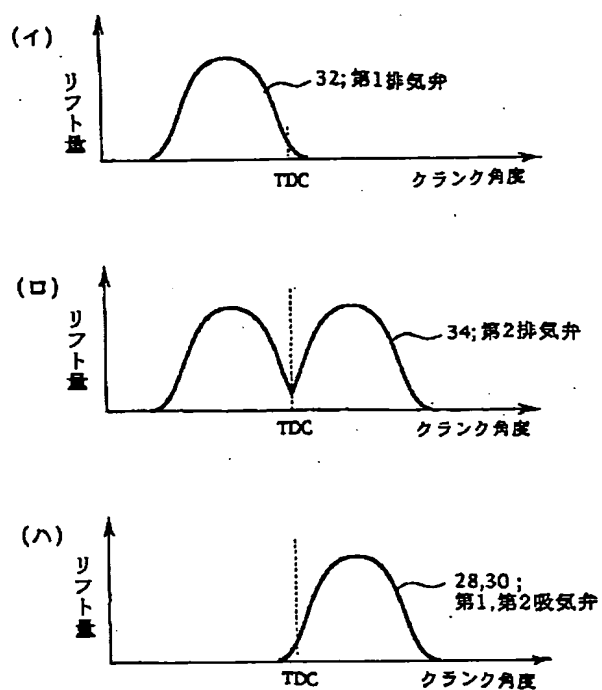 (イ)
リフト量
32;第1排気弁
TDC
クランク角度
(ロ)
リフト量
34;第2排気弁
TDC
クランク角度
(ハ)
リフト量
28,30;
第1,第2吸気弁
TDC
クランク角度